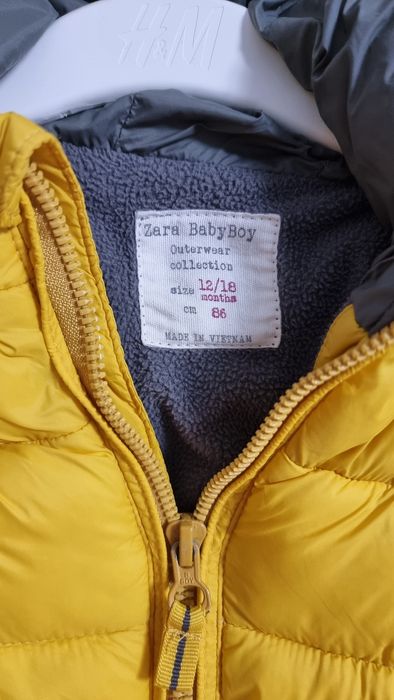 H&M
Zara BabyBoy
Outerwear
collection
size 12/18
months
cm 86
MADE IN VIETNAM